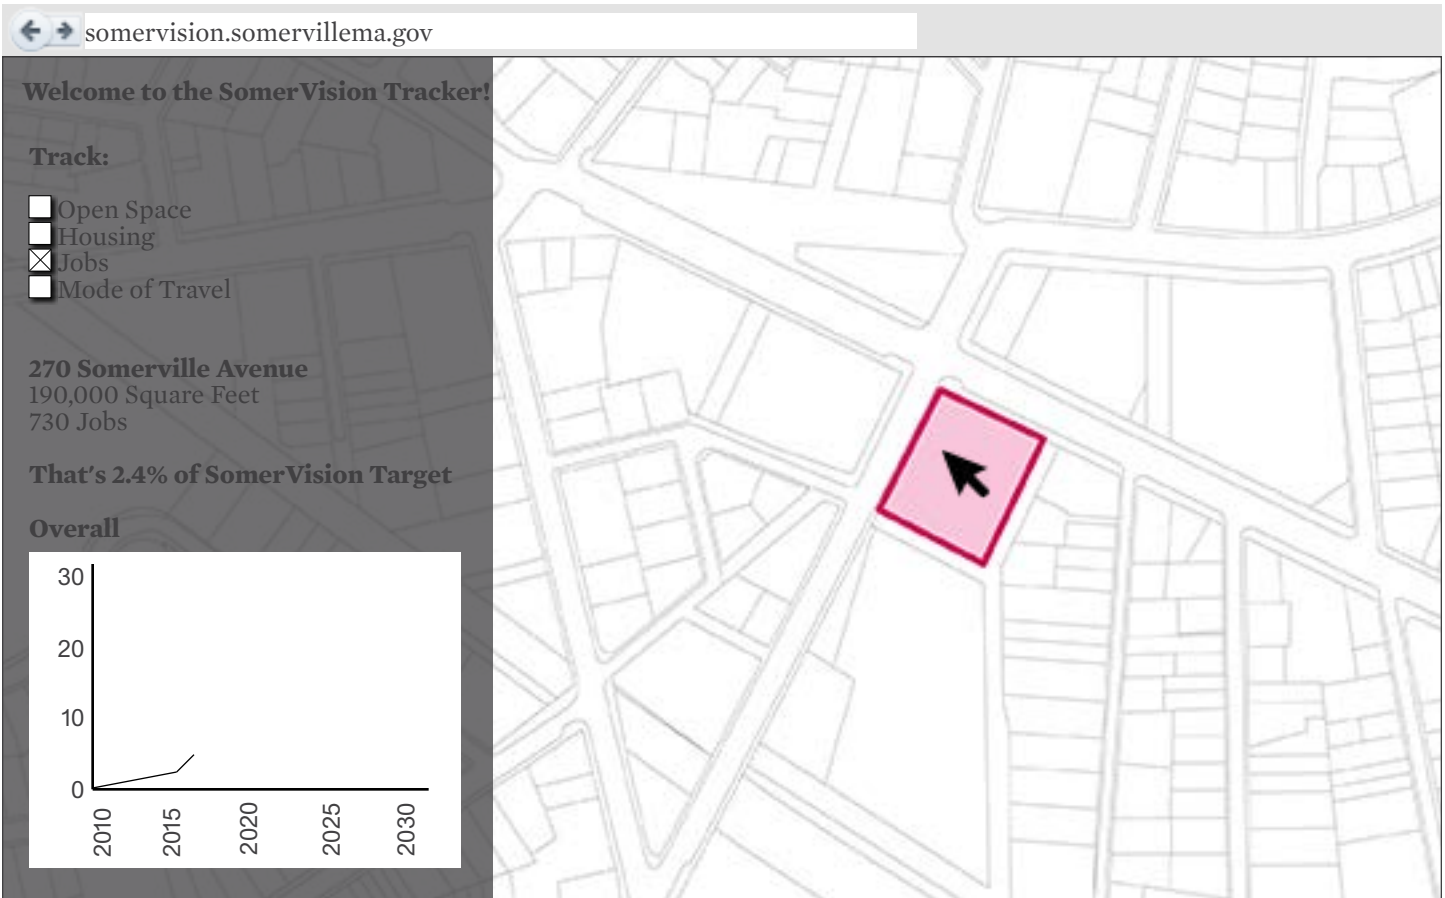 somervision.somervillema.gov
Welcome to the SomerVision Tracker!
Track:
Open Space
Housing
Jobs
Mode of Travel
270 Somerville Avenue
190,000 Square Feet
730 Jobs
That's 2.4% of SomerVision Target
Overall
30
20
10
0
2010
2015
2020
2025
2030